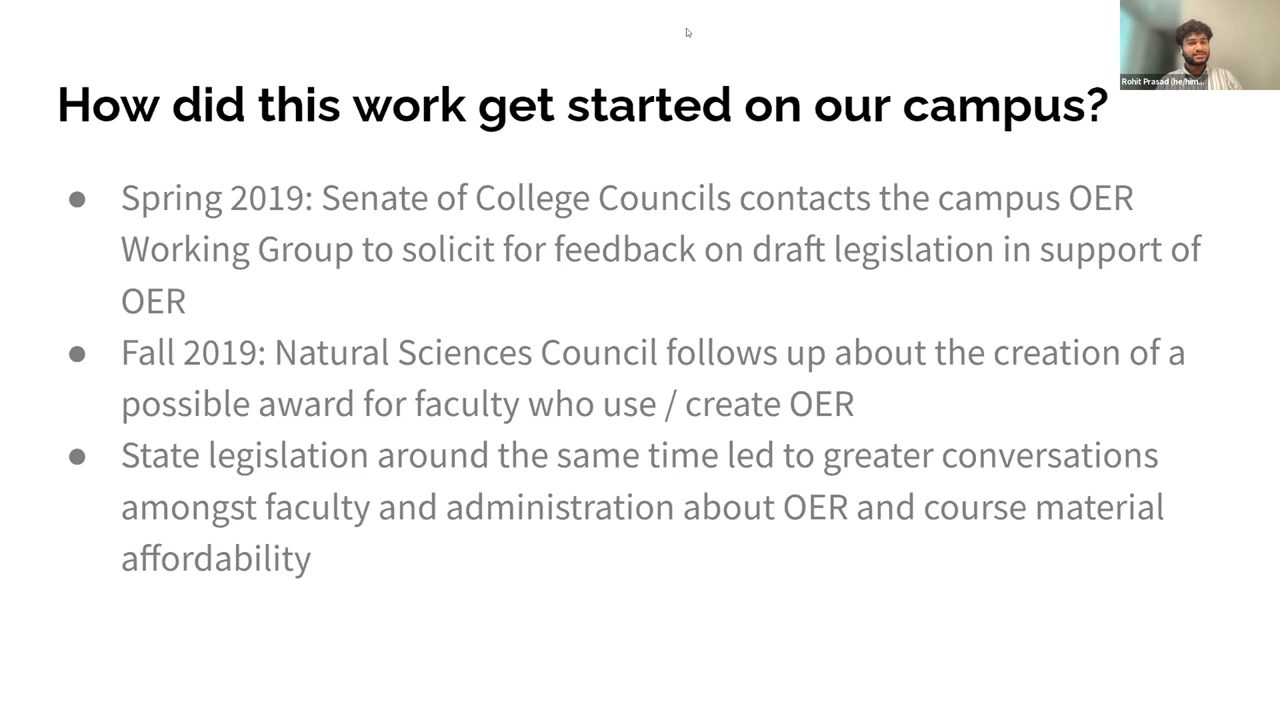 How did this work get started on our campus?
Rohit Prasad (he/him...
● Spring 2019: Senate of College Councils contacts the campus OER
Working Group to solicit for feedback on draft legislation in support of
OER
● Fall 2019: Natural Sciences Council follows up about the creation of a
possible award for faculty who use / create OER
● State legislation around the same time led to greater conversations
amongst faculty and administration about OER and course material
affordability